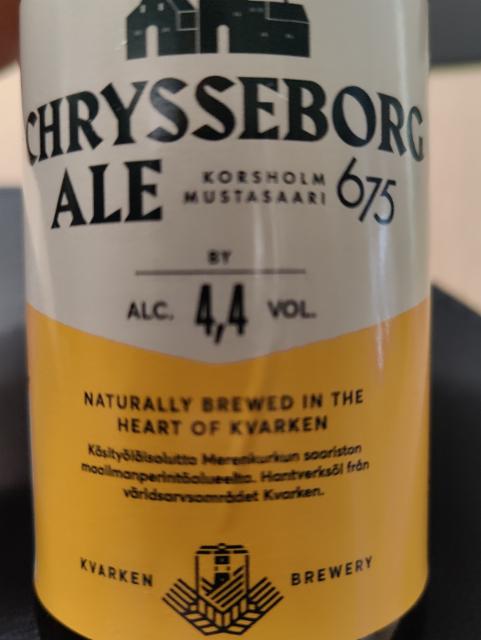 CHRYSSEBORG
ALE
KORSHOLM
MUSTASAARI
675
BY
ALC. 4,4 VOL.
NATURALLY BREWED IN THE
HEART OF KVARKEN
Käsityöläisolutta Merenkurkun saariston
maailmanperintöalueelta. Hantverksöl från
världsarvsområdet Kvarken.
KVARKEN BREWERY